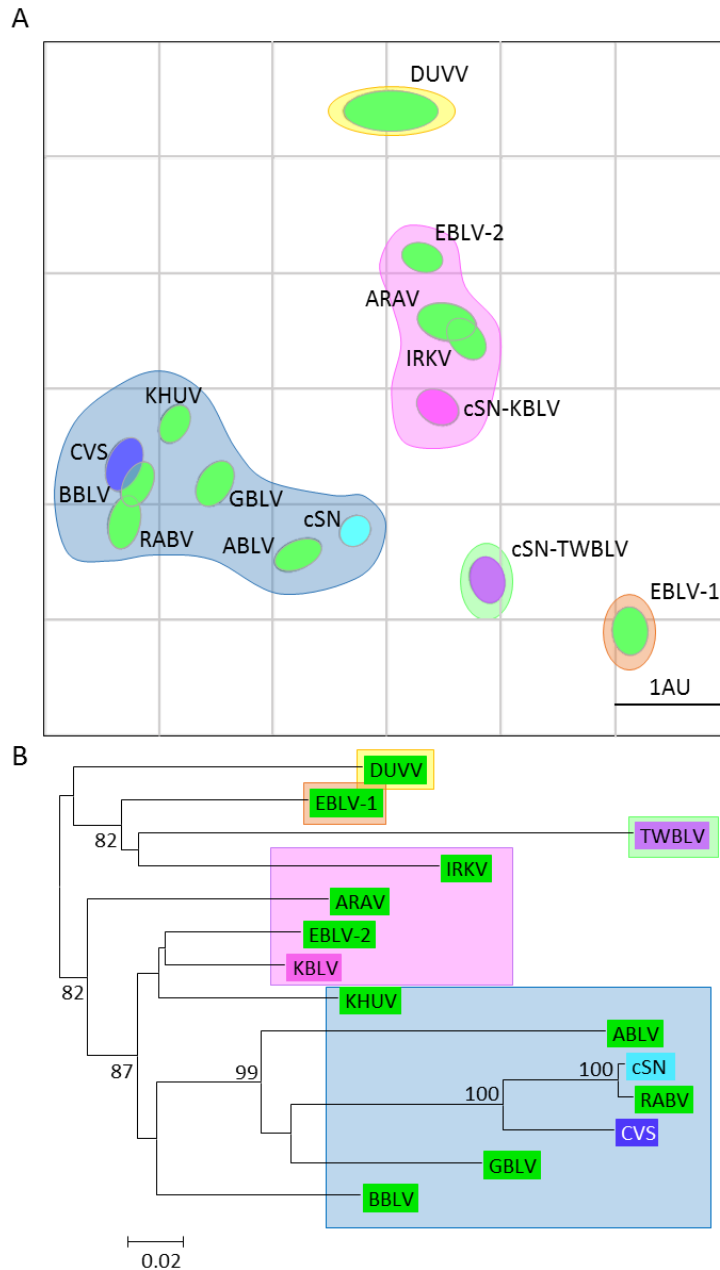 A
DUVV
EBLV-2
ARAV
IRKV
cSN-KBLV
KHUV
CVS
BBLV
GBLV
RABV
ABLV
cSN
cSN-TWBLV
EBLV-1
1AU
B
DUVV
EBLV-1
82
TWBLV
IRKV
ARAV
EBLV-2
KBLV
82
KHUV
ABLV
87
99
100
100
cSN
RABV
CVS
GBLV
BBLV
0.02